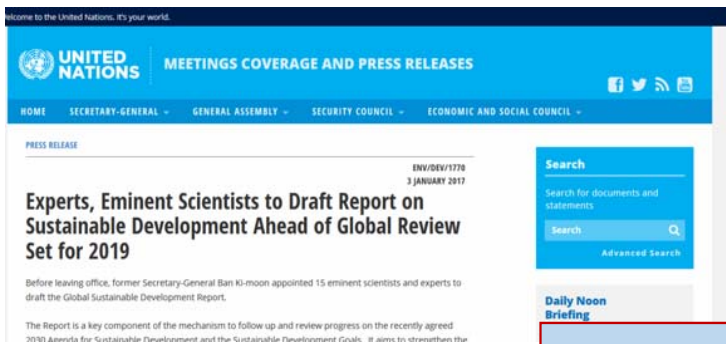 elcome to the United Nations. It's your world.
UNITED
NATIONS
MEETINGS COVERAGE AND PRESS RELEASES
HOME SECRETARY-GENERAL GENERAL ASSEMBLY SECURITY COUNCIL ECONOMIC AND SOCIAL COUNCIL
PRESS RELEASE
ENV/DEV/1770
3 JANUARY 2017
Experts, Eminent Scientists to Draft Report on
Sustainable Development Ahead of Global Review
Set for 2019
Before leaving office, former Secretary-General Ban Ki-moon appointed 15 eminent scientists and experts to
draft the Global Sustainable Development Report.
The Report is a key component of the mechanism to follow up and review progress on the recently agreed
2030 Agenda for Sustainable Development and the Sustainable Development Goals. It aims to strengthen the
Search
Search for documents and
statements
Search
Advanced Search
Daily Noon
Briefing